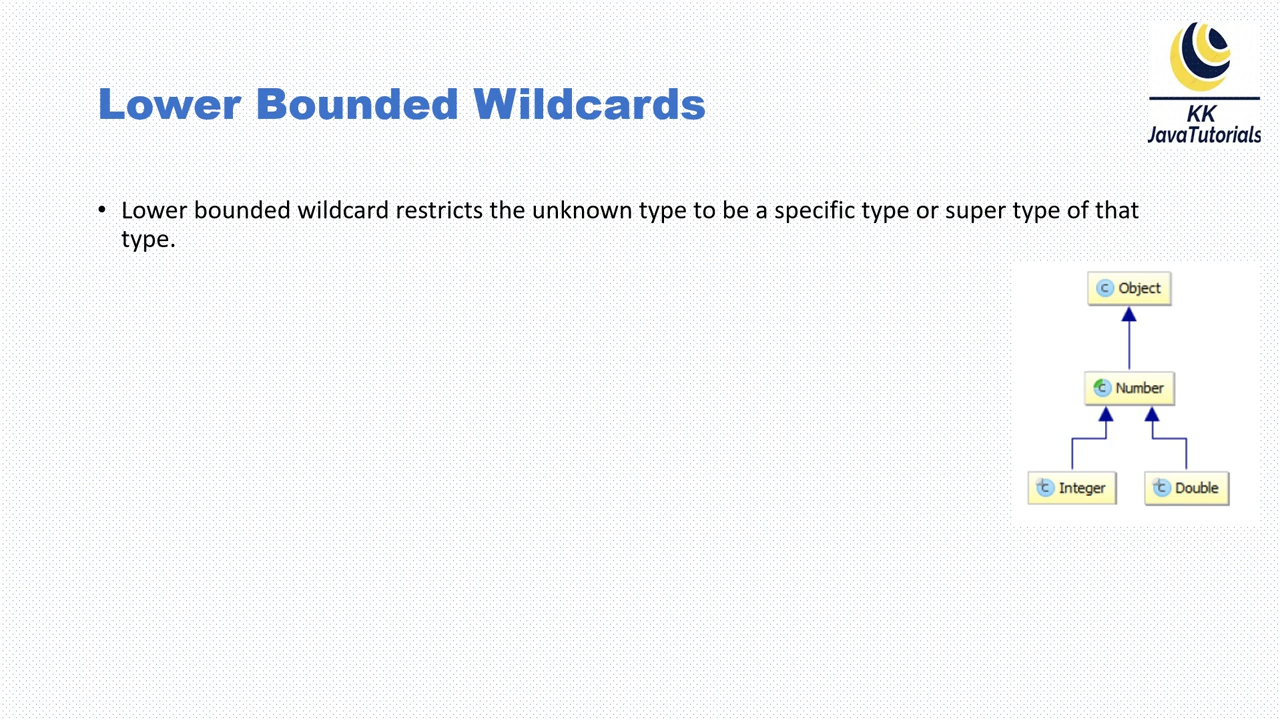 Lower Bounded Wildcards
KK
JavaTutorials
• Lower bounded wildcard restricts the unknown type to be a specific type or super type of that
type.
C Object
C Number
C Integer
C Double